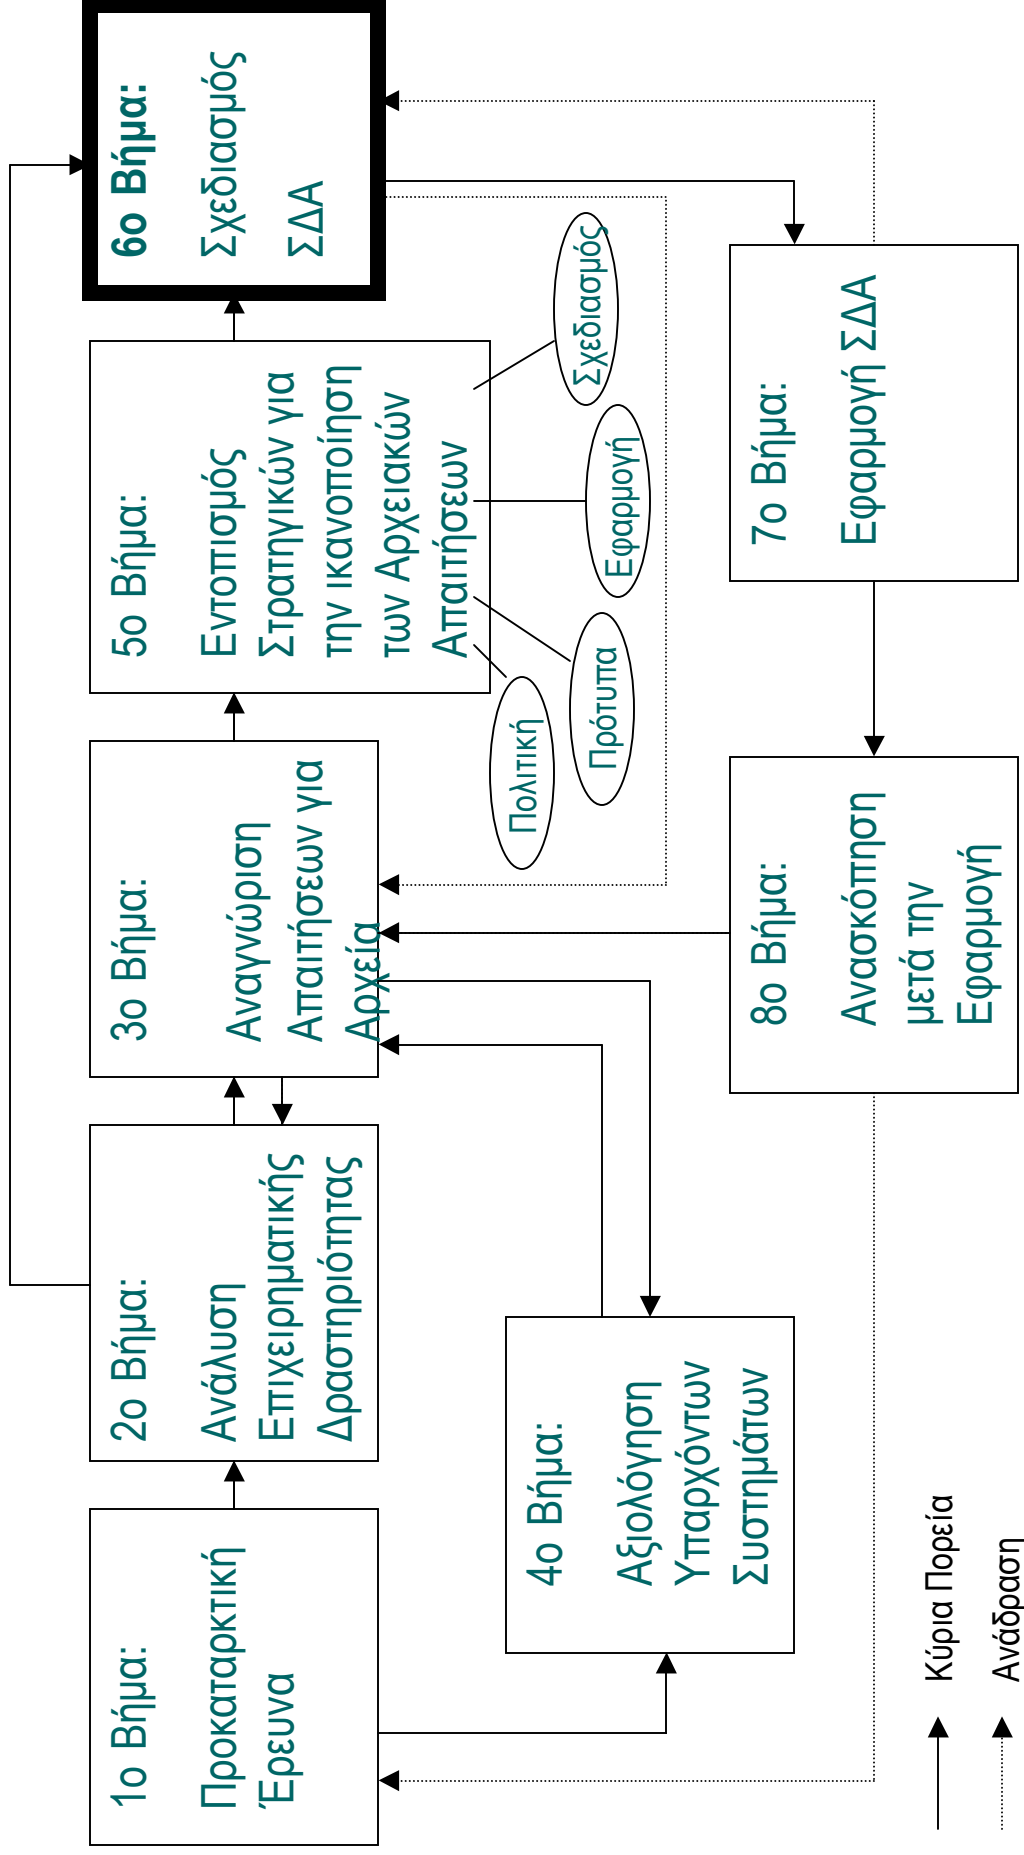 1ο Βήμα:
Προκαταρκτική
Έρευνα
2ο Βήμα:
Ανάλυση
Επιχειρηματικής
Δραστηριότητας
3ο Βήμα:
Αναγνώριση
Απαιτήσεων για
Αρχεία
5ο Βήμα:
Εντοπισμός
Στρατηγικών για
την ικανοποίηση
των Αρχειακών
Απαιτήσεων
6ο Βήμα:
Σχεδιασμός
ΣΔΑ
Πολιτική
Πρότυπα
Εφαρμογή
Σχεδιασμός
4ο Βήμα:
Αξιολόγηση
Υπαρχόντων
Συστημάτων
8ο Βήμα:
Ανασκόπηση
μετά την
Εφαρμογή
7ο Βήμα:
Εφαρμογή ΣΔΑ
Κύρια Πορεία
Ανάδραση